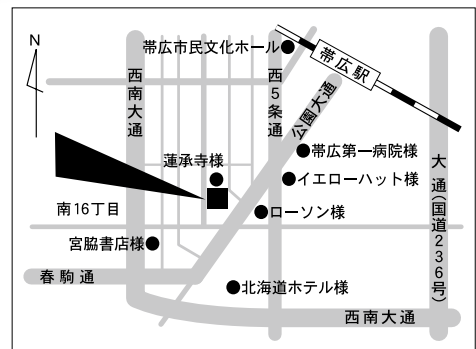 N
帯広市民文化ホール
帯広駅
西南大通
西5条通
公園大通
蓮承寺様
帯広第一病院様
イエローハット様
大通(国道236号)
南16丁目
ローソン様
宮脇書店様
春駒通
北海道ホテル様
西南大通